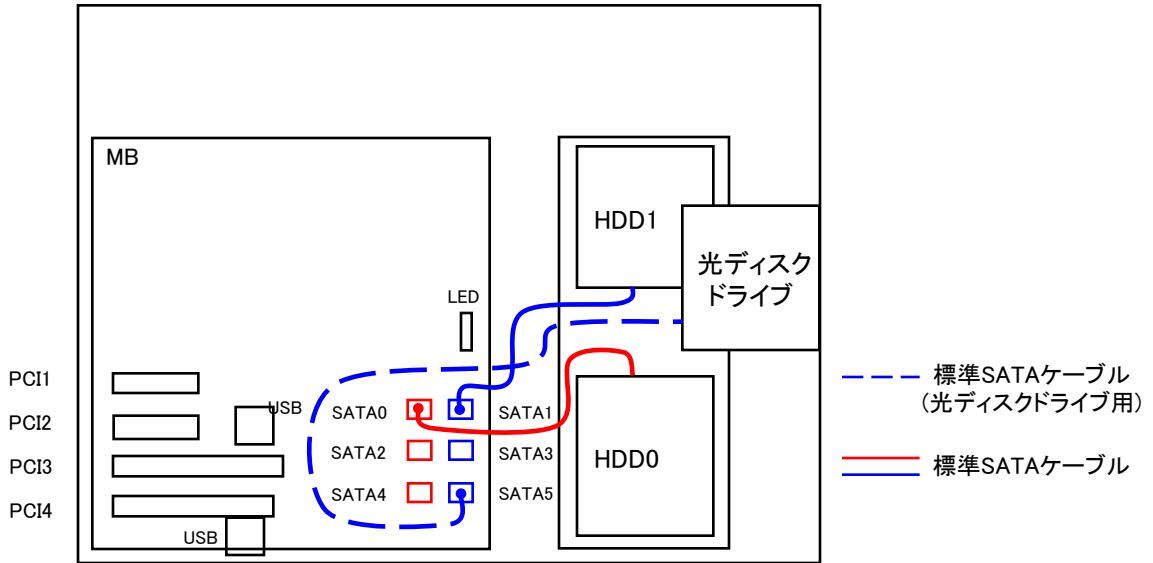 MB
HDD1
光ディスク
ドライブ
LED
PCI1
PCI2
PCI3
PCI4
USB
USB
SATA0
SATA1
SATA2
SATA3
SATA4
SATA5
HDD0
標準SATAケーブル
(光ディスクドライブ用)
標準SATAケーブル